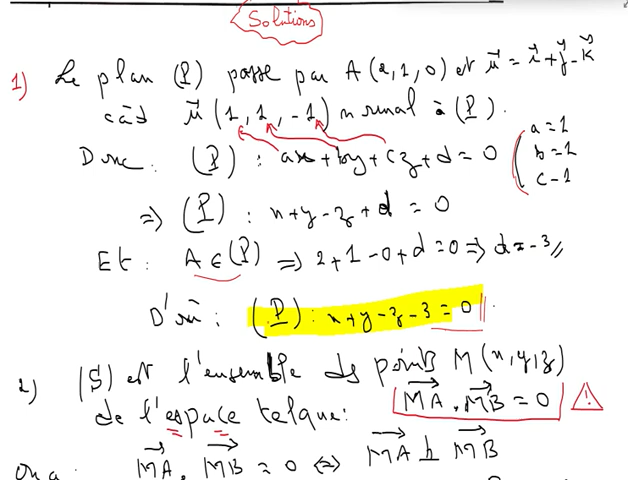 Solutions
1) Le plan (P) passe par A(2,1,0) et u⃗ = i⃗ + j⃗ - k⃗
càd u⃗ (1, 1, -1) normal à (P).
Donc : (P) : ax + by + cz + d = 0
a = 1
b = 1
c - 1
=> (P) : x + y - z + d = 0
Et : A ∈ (P) => 2 + 1 - 0 + d = 0 => d = -3 //
D'où : (P) : x + y - z - 3 = 0 .
2) (S) est l'ensemble des points M(x, y, z)
de l'espace telque : MA⃗ . MB⃗ = 0
on a : MA⃗ . MB⃗ = 0 <=> MA⃗ ⊥ MB⃗